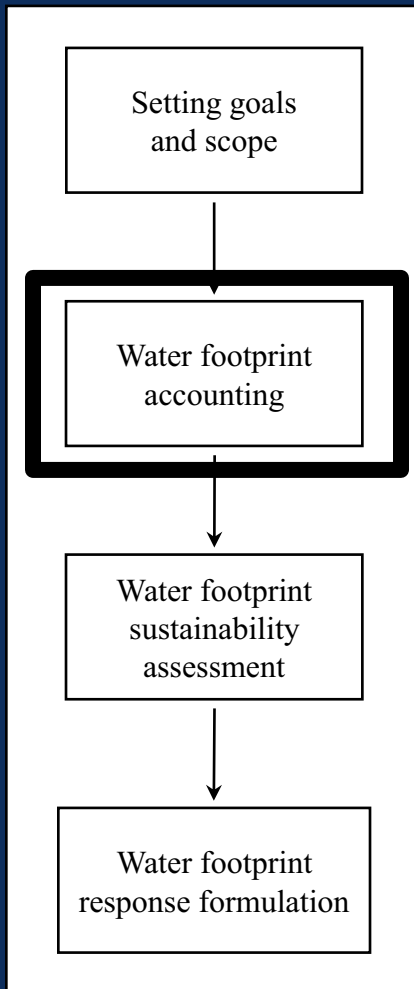 Setting goals
and scope
Water footprint
accounting
Water footprint
sustainability
assessment
Water footprint
response formulation